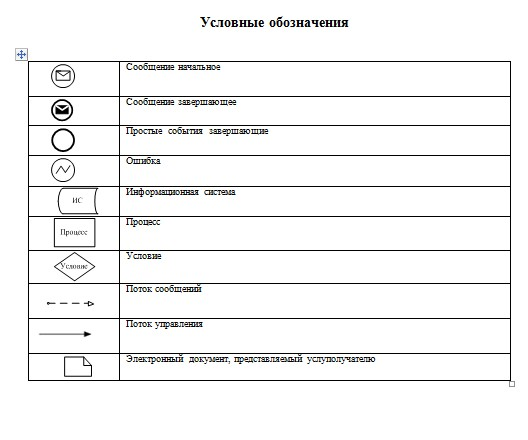 Условные обозначения
Сообщение начальное
Сообщение завершающее
Простые события завершающие
Ошибка
ИС
Информационная система
Процесс
Процесс
Условие
Условие
Поток сообщений
Поток управления
Электронный документ, представляемый услуполучателю